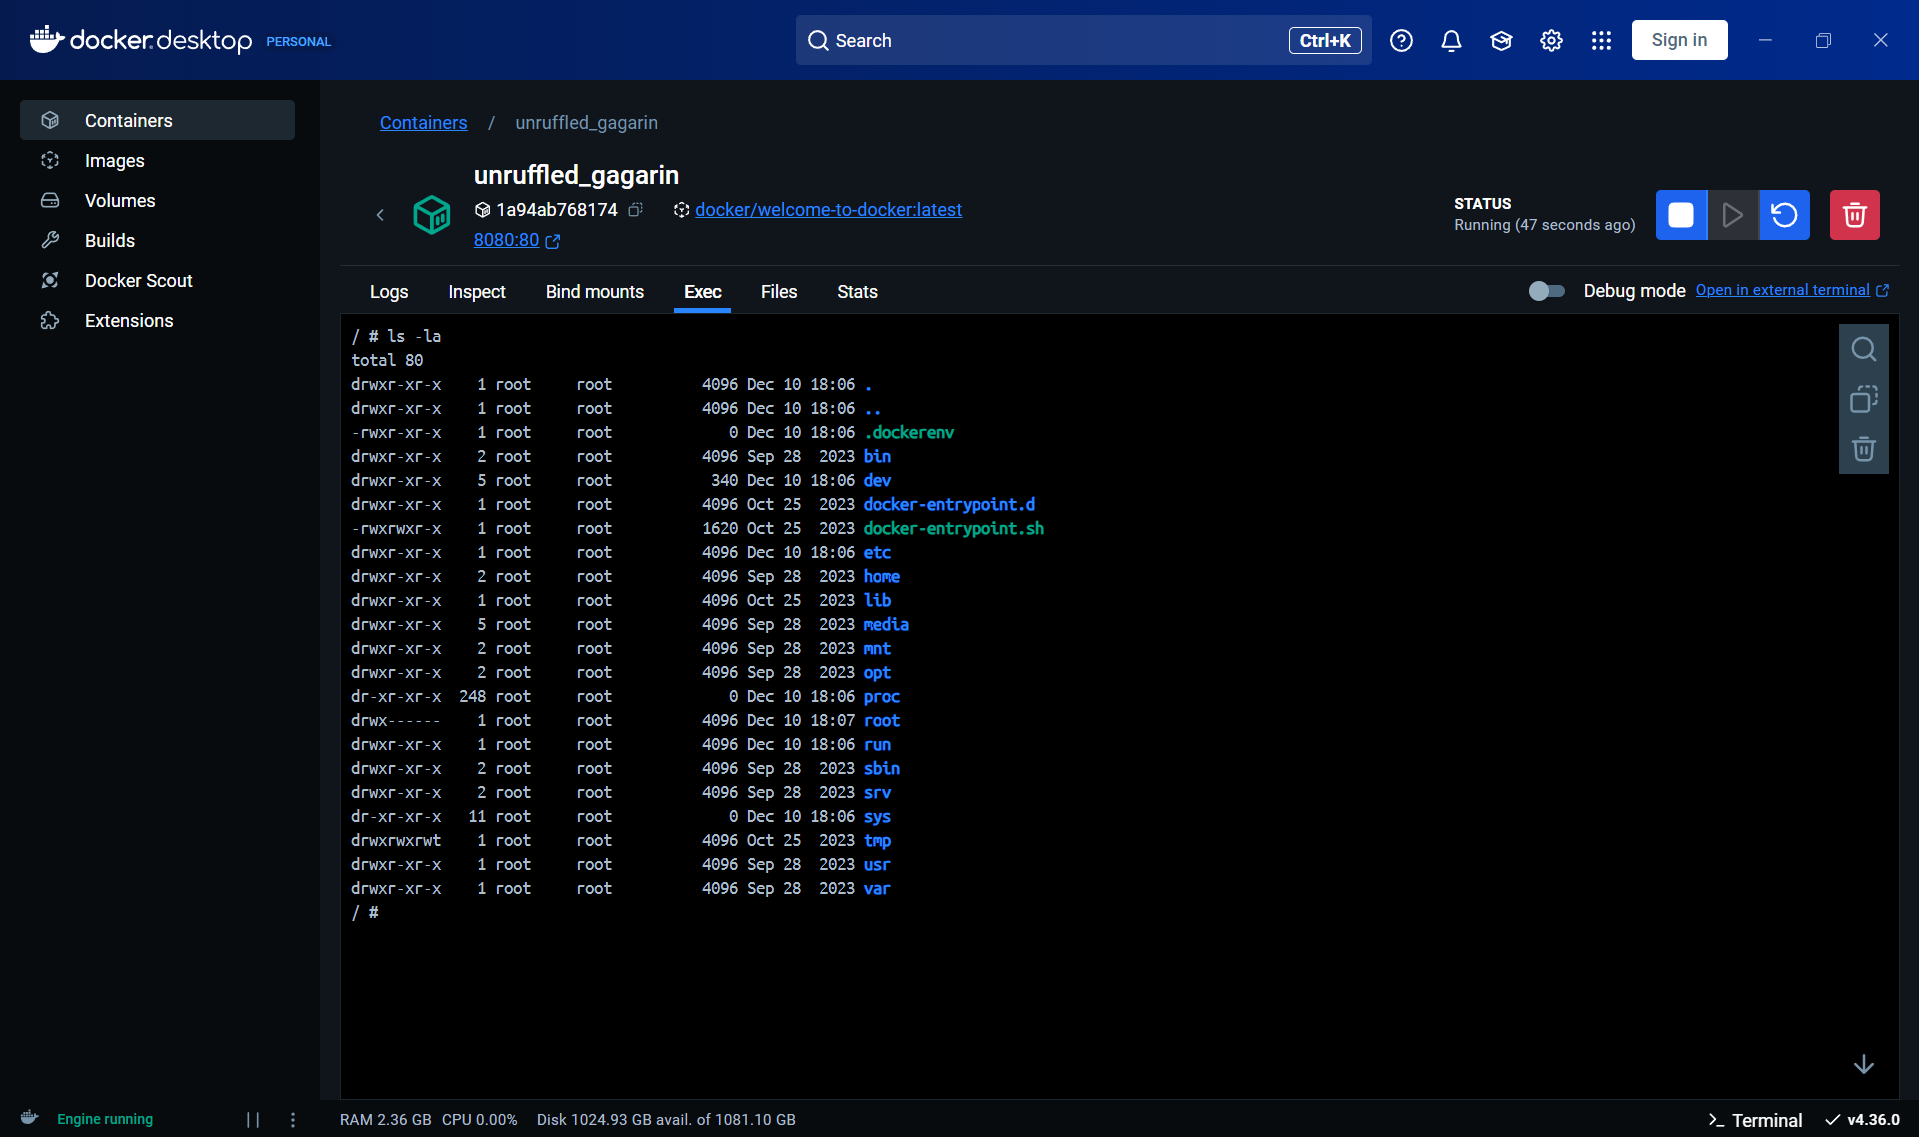 docker.desktop PERSONAL
Search Ctrl+K
Sign in
Containers
Images
Volumes
Builds
Docker Scout
Extensions
Containers / unruffled_gagarin
unruffled_gagarin
1a94ab768174 docker/welcome-to-docker:latest
8080:80
STATUS
Running (47 seconds ago)
Logs Inspect Bind mounts Exec Files Stats
Debug mode Open in external terminal
/ # ls -la
total 80
drwxr-xr-x    1 root     root          4096 Dec 10 18:06 .
drwxr-xr-x    1 root     root          4096 Dec 10 18:06 ..
-rwxr-xr-x    1 root     root             0 Dec 10 18:06 .dockerenv
drwxr-xr-x    2 root     root          4096 Sep 28  2023 bin
drwxr-xr-x    5 root     root           340 Dec 10 18:06 dev
drwxr-xr-x    1 root     root          4096 Oct 25  2023 docker-entrypoint.d
-rwxrwxr-x    1 root     root          1620 Oct 25  2023 docker-entrypoint.sh
drwxr-xr-x    1 root     root          4096 Dec 10 18:06 etc
drwxr-xr-x    2 root     root          4096 Sep 28  2023 home
drwxr-xr-x    1 root     root          4096 Oct 25  2023 lib
drwxr-xr-x    5 root     root          4096 Sep 28  2023 media
drwxr-xr-x    2 root     root          4096 Sep 28  2023 mnt
drwxr-xr-x    2 root     root          4096 Sep 28  2023 opt
dr-xr-xr-x  248 root     root             0 Dec 10 18:06 proc
drwx------    1 root     root          4096 Dec 10 18:07 root
drwxr-xr-x    1 root     root          4096 Dec 10 18:06 run
drwxr-xr-x    2 root     root          4096 Sep 28  2023 sbin
drwxr-xr-x    2 root     root          4096 Sep 28  2023 srv
dr-xr-xr-x   11 root     root             0 Dec 10 18:06 sys
drwxrwxrwt    1 root     root          4096 Oct 25  2023 tmp
drwxr-xr-x    1 root     root          4096 Sep 28  2023 usr
drwxr-xr-x    1 root     root          4096 Sep 28  2023 var
/ #
Engine running
RAM 2.36 GB CPU 0.00% Disk 1024.93 GB avail. of 1081.10 GB
Terminal v4.36.0